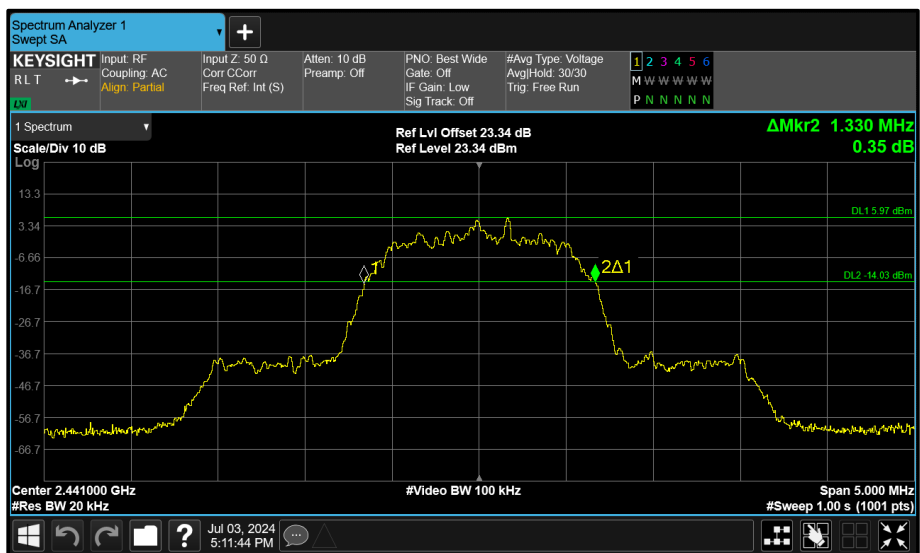 Spectrum Analyzer 1
Swept SA
KEYSIGHT
R L T
LXI
Input: RF
Coupling: AC
Align: Partial
Input Z: 50 Ω
Corr CCorr
Freq Ref: Int (S)
Atten: 10 dB
Preamp: Off
PNO: Best Wide
Gate: Off
IF Gain: Low
Sig Track: Off
#Avg Type: Voltage
Avg|Hold: 30/30
Trig: Free Run
1 2 3 4 5 6
M W W W W W
P N N N N N
1 Spectrum
Scale/Div 10 dB
Ref Lvl Offset 23.34 dB
Ref Level 23.34 dBm
ΔMkr2 1.330 MHz
0.35 dB
Log
13.3
DL1 5.97 dBm
3.34
-6.66
1
2Δ1
DL2 -14.03 dBm
-16.7
-26.7
-36.7
-46.7
-56.7
-66.7
Center 2.441000 GHz
#Video BW 100 kHz
Span 5.000 MHz
#Res BW 20 kHz
#Sweep 1.00 s (1001 pts)
?
Jul 03, 2024
5:11:44 PM